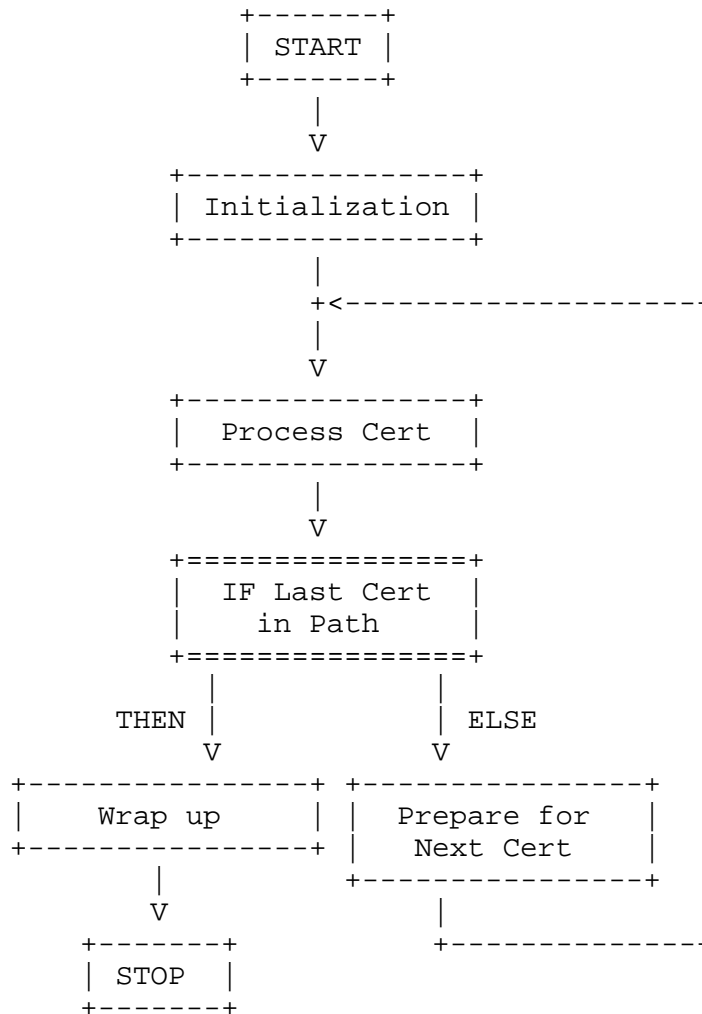 START
Initialization
Process Cert
IF Last Cert
in Path
THEN ELSE
Wrap up Prepare for
Next Cert
STOP